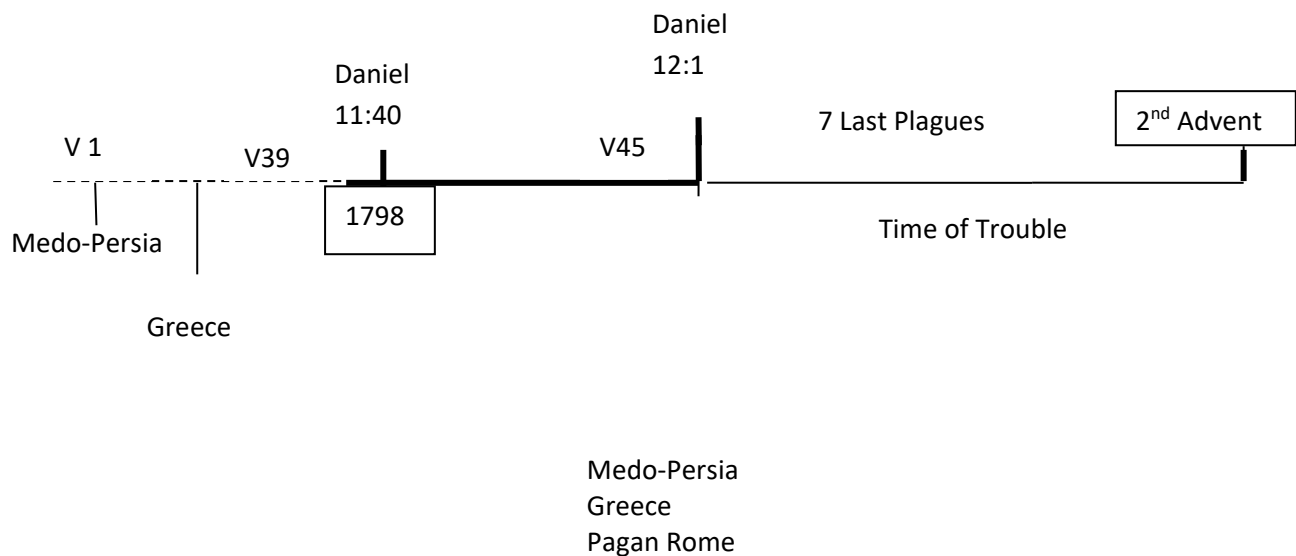 Daniel
12:1
Daniel
11:40
7 Last Plagues
2nd Advent
V 1
V39
V45
1798
Medo-Persia
Time of Trouble
Greece
Medo-Persia
Greece
Pagan Rome